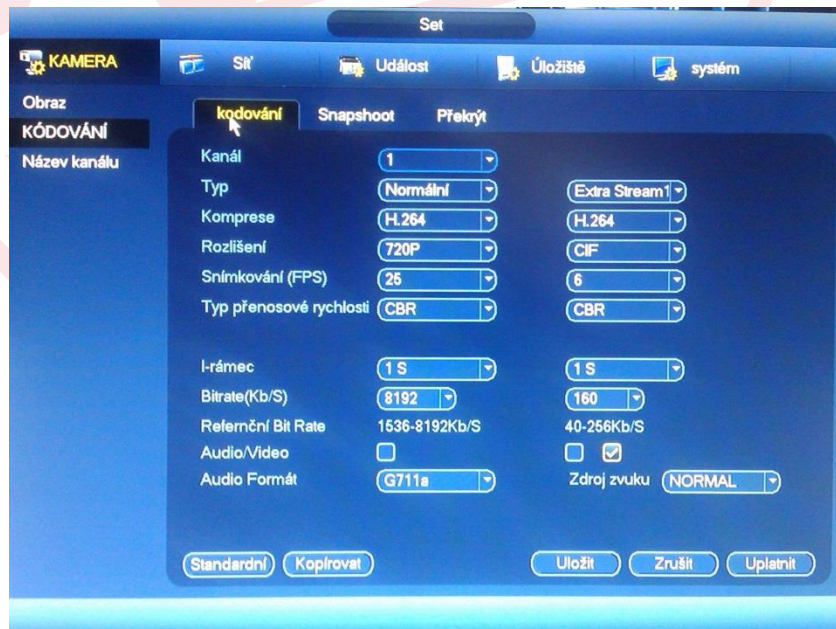 Set
KAMERA Síť Událost Úložiště systém
Obraz
KÓDOVÁNÍ
Název kanálu
kodování Snapshoot Překrýt
Kanál 1
Typ Normální Extra Stream1
Komprese H.264 H.264
Rozlišení 720P CIF
Snímkování (FPS) 25 6
Typ přenosové rychlosti CBR CBR
I-rámec 1 S 1 S
Bitrate(Kb/S) 8192 160
Refernční Bit Rate 1536-8192Kb/S 40-256Kb/S
Audio/Video
Audio Formát G711a Zdroj zvuku NORMAL
Standardní Kopírovat Uložit Zrušit Uplatnit